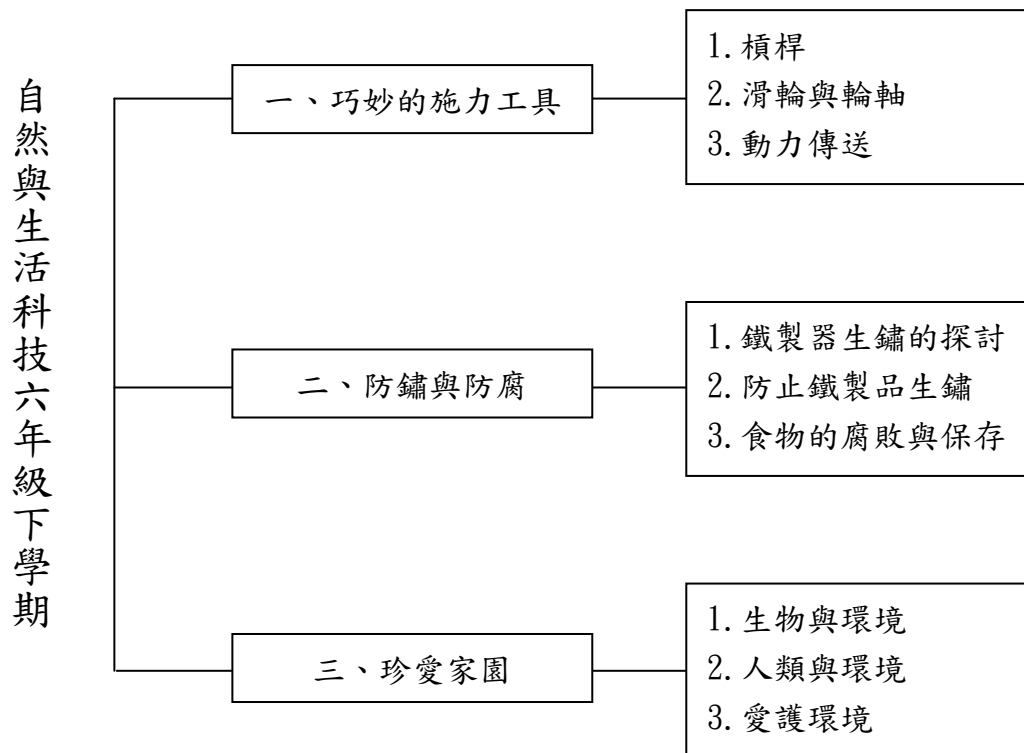 自然與生活科技六年級下學期
一、巧妙的施力工具
1.槓桿
2.滑輪與輪軸
3.動力傳送
二、防鏽與防腐
1.鐵製器生鏽的探討
2.防止鐵製品生鏽
3.食物的腐敗與保存
三、珍愛家園
1.生物與環境
2.人類與環境
3.愛護環境